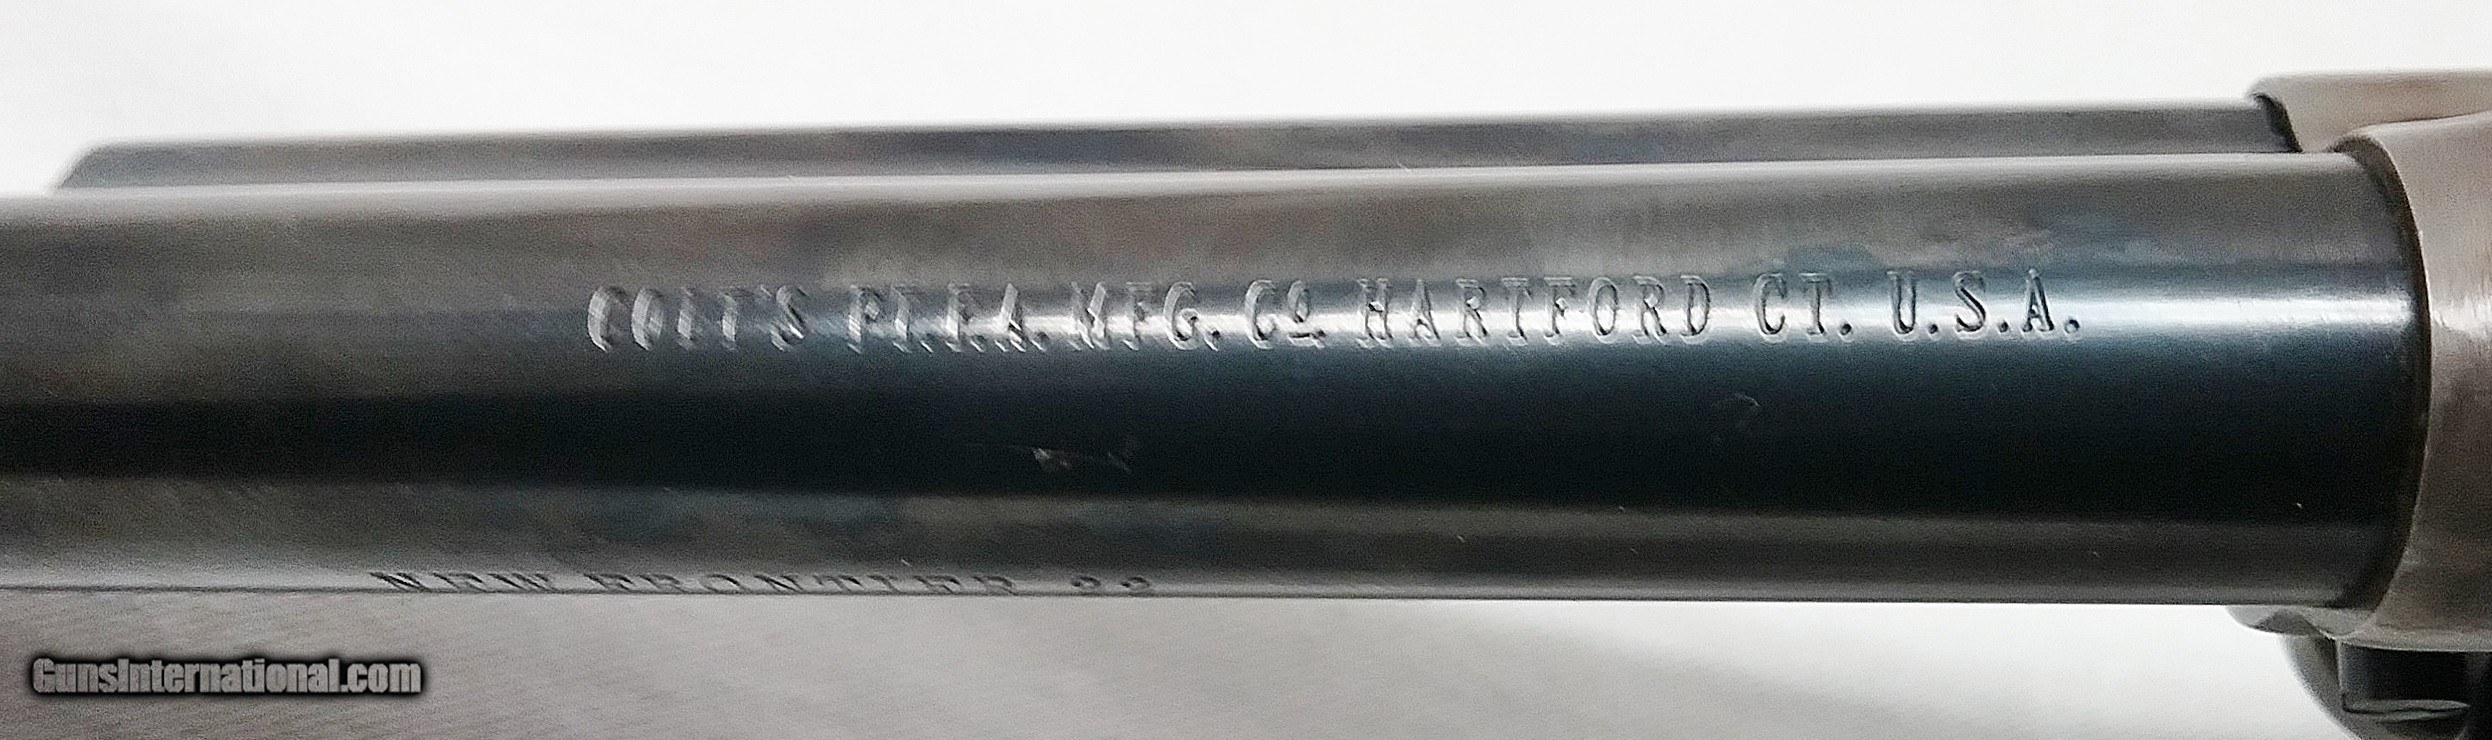 COLT'S PT. F.A. MFG. Cº. HARTFORD CT. U.S.A.
NEW FRONTIER 22
GunsInternational.com